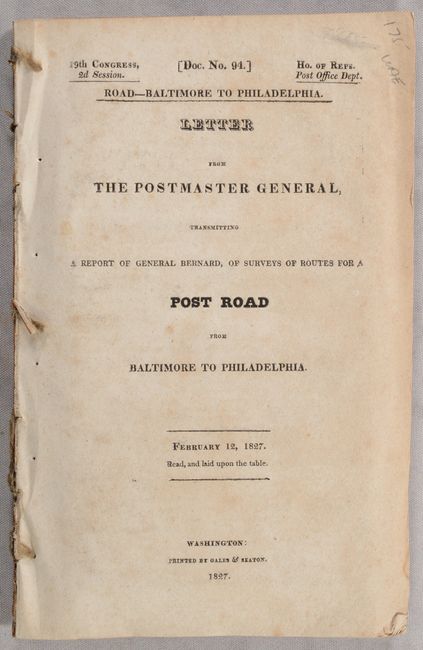 19th Congress, [Doc. No. 94.] Ho. of Reps.
2d Session. Post Office Dept.
ROAD—BALTIMORE TO PHILADELPHIA.
LETTER
FROM
THE POSTMASTER GENERAL,
TRANSMITTING
A REPORT OF GENERAL BERNARD, OF SURVEYS OF ROUTES FOR A
POST ROAD
FROM
BALTIMORE TO PHILADELPHIA.
February 12, 1827.
Read, and laid upon the table.
WASHINGTON:
PRINTED BY GALES & SEATON.
1827.